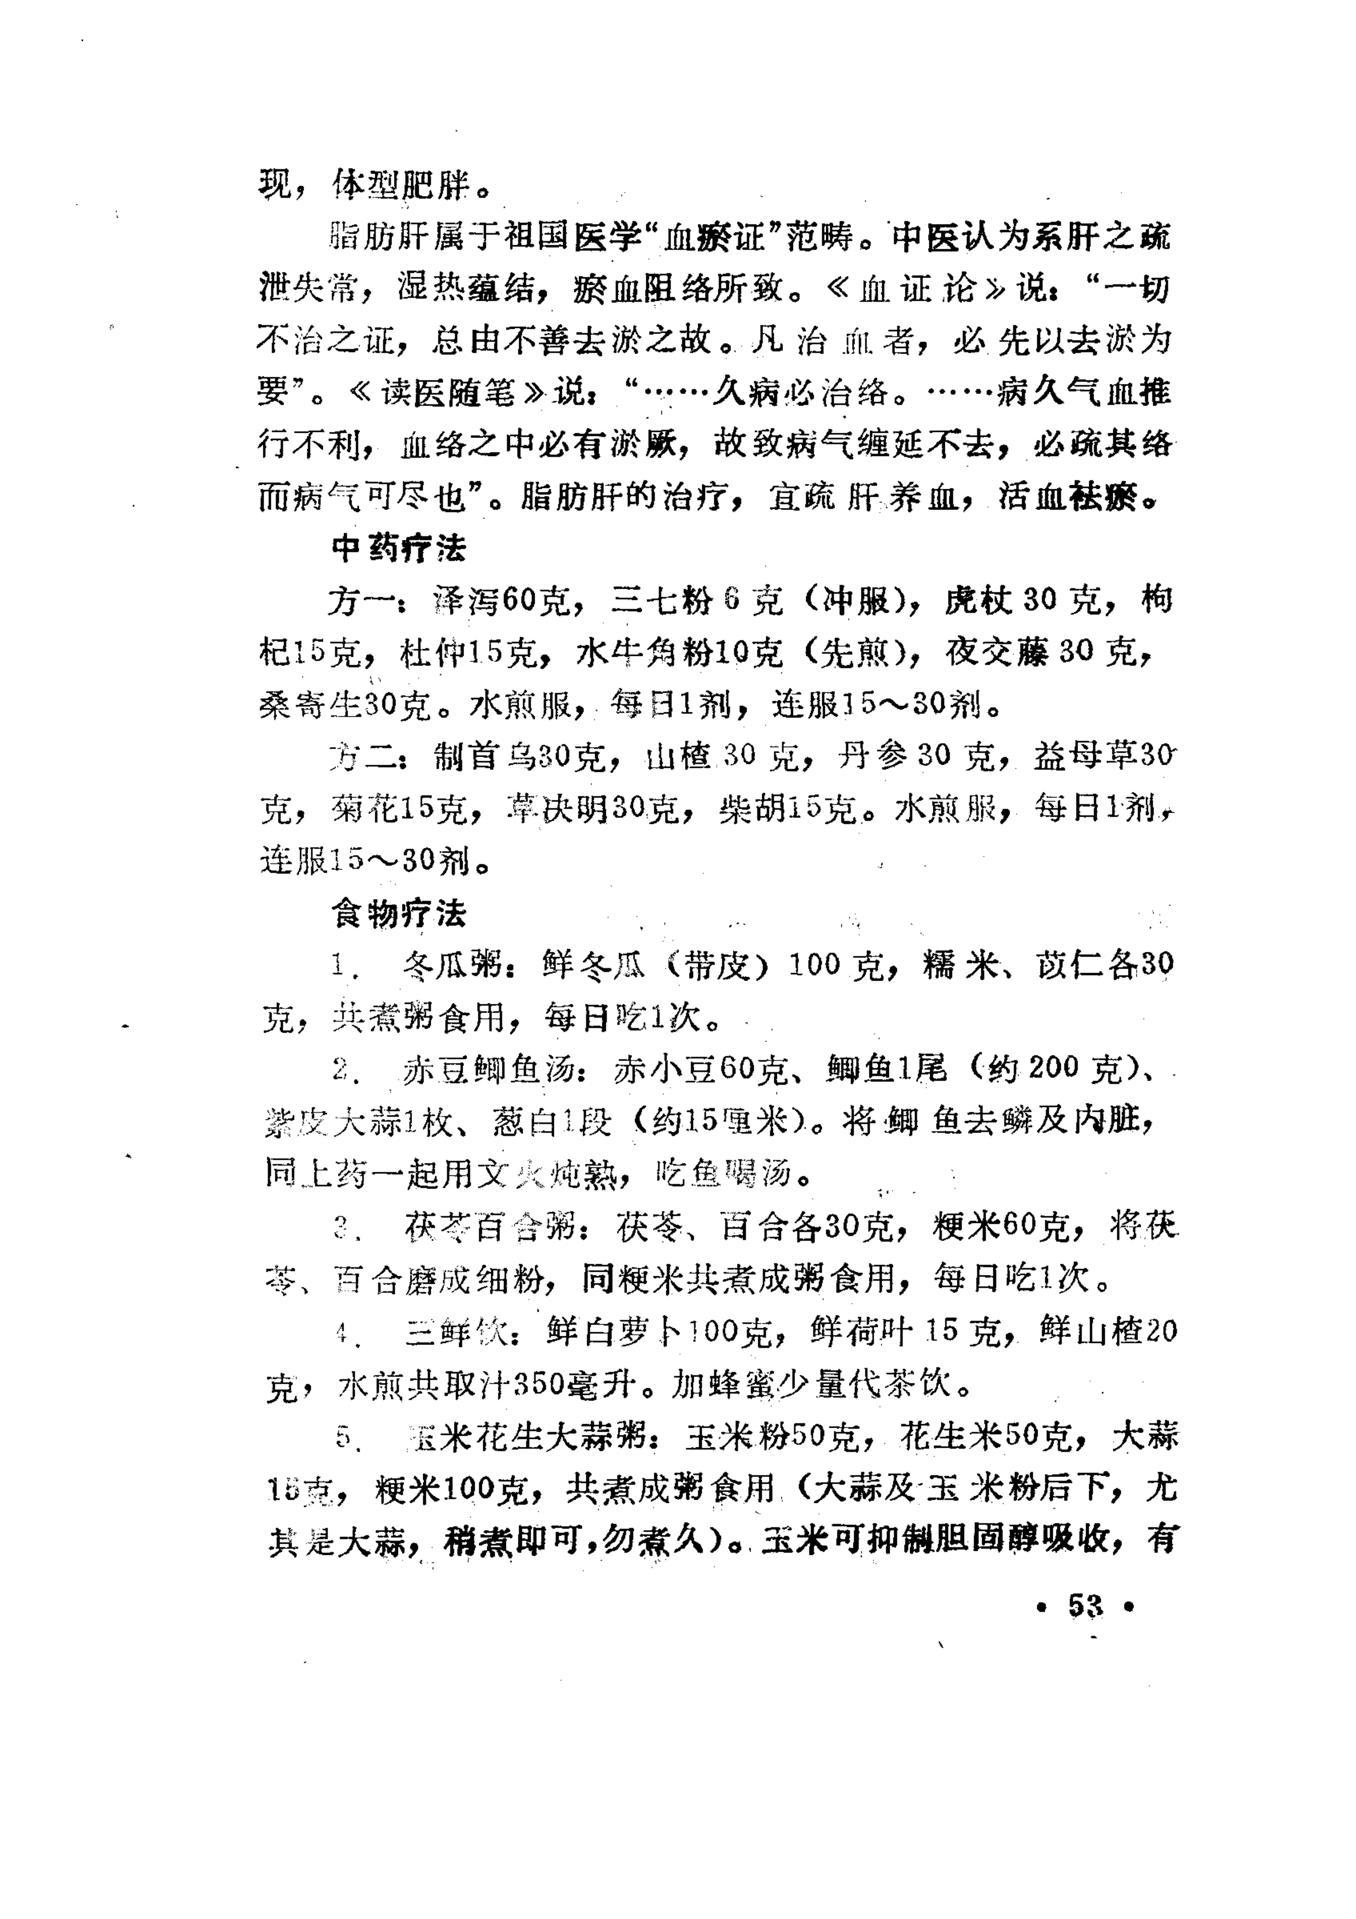 现，体型肥胖。
脂肪肝属于祖国医学“血瘀证”范畴。中医认为系肝之疏
泄失常，湿热蕴结，瘀血阻络所致。《血证论》说：“一切
不治之证，总由不善去淤之故。凡治血者，必先以去淤为
要”。《读医随笔》说：“……久病必治络。……病久气血推
行不利，血络之中必有淤厥，故致病气缠延不去，必疏其络
而病气可尽也”。脂肪肝的治疗，宜疏肝养血，活血祛瘀。
中药疗法
方一：泽泻60克，三七粉6克（冲服），虎杖30克，枸
杞15克，杜仲15克，水牛角粉10克（先煎），夜交藤30克，
桑寄生30克。水煎服，每日1剂，连服15～30剂。
方二：制首乌30克，山楂30克，丹参30克，益母草30
克，菊花15克，草决明30克，柴胡15克。水煎服，每日1剂，
连服15～30剂。
食物疗法
1．冬瓜粥：鲜冬瓜（带皮）100克，糯米、苡仁各30
克，共煮粥食用，每日吃1次。
2．赤豆鲫鱼汤：赤小豆60克、鲫鱼1尾（约200克）、
紫皮大蒜1枚、葱白1段（约15厘米）。将鲫鱼去鳞及内脏，
同上药一起用文火炖熟，吃鱼喝汤。
3．茯苓百合粥：茯苓、百合各30克，粳米60克，将茯
苓、百合磨成细粉，同粳米共煮成粥食用，每日吃1次。
4．三鲜饮：鲜白萝卜100克，鲜荷叶15克，鲜山楂20
克，水煎共取汁350毫升。加蜂蜜少量代茶饮。
5．玉米花生大蒜粥：玉米粉50克，花生米50克，大蒜
15克，粳米100克，共煮成粥食用（大蒜及玉米粉后下，尤
其是大蒜，稍煮即可，勿煮久）。玉米可抑制胆固醇吸收，有
• 53 •